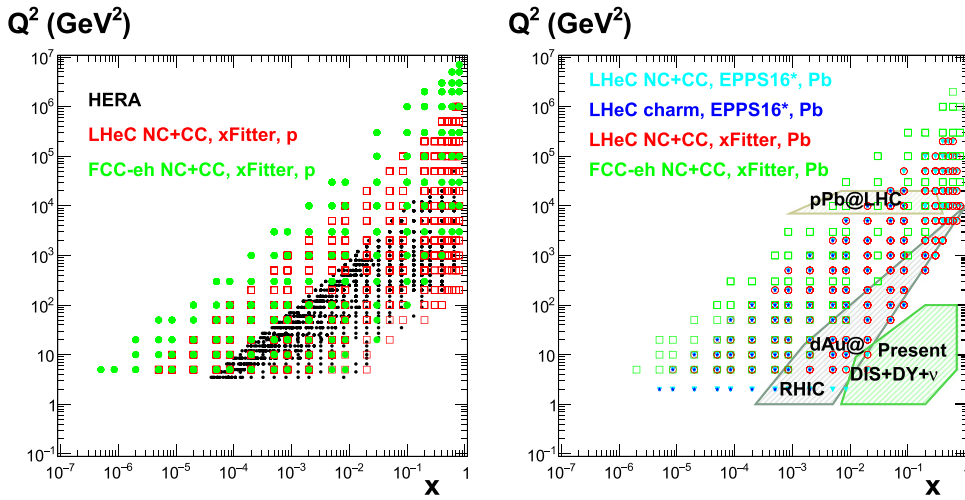 Q² (GeV²)
10⁷
10⁶
10⁵
10⁴
10³
10²
10
1
10⁻¹
HERA
LHeC NC+CC, xFitter, p
FCC-eh NC+CC, xFitter, p
10⁻⁷ 10⁻⁶ 10⁻⁵ 10⁻⁴ 10⁻³ 10⁻² 10⁻¹ 1
x
Q² (GeV²)
10⁷
10⁶
10⁵
10⁴
10³
10²
10
1
10⁻¹
LHeC NC+CC, EPPS16*, Pb
LHeC charm, EPPS16*, Pb
LHeC NC+CC, xFitter, Pb
FCC-eh NC+CC, xFitter, Pb
pPb@LHC
dAu@
RHIC
Present
DIS+DY+ν
10⁻⁷ 10⁻⁶ 10⁻⁵ 10⁻⁴ 10⁻³ 10⁻² 10⁻¹ 1
x